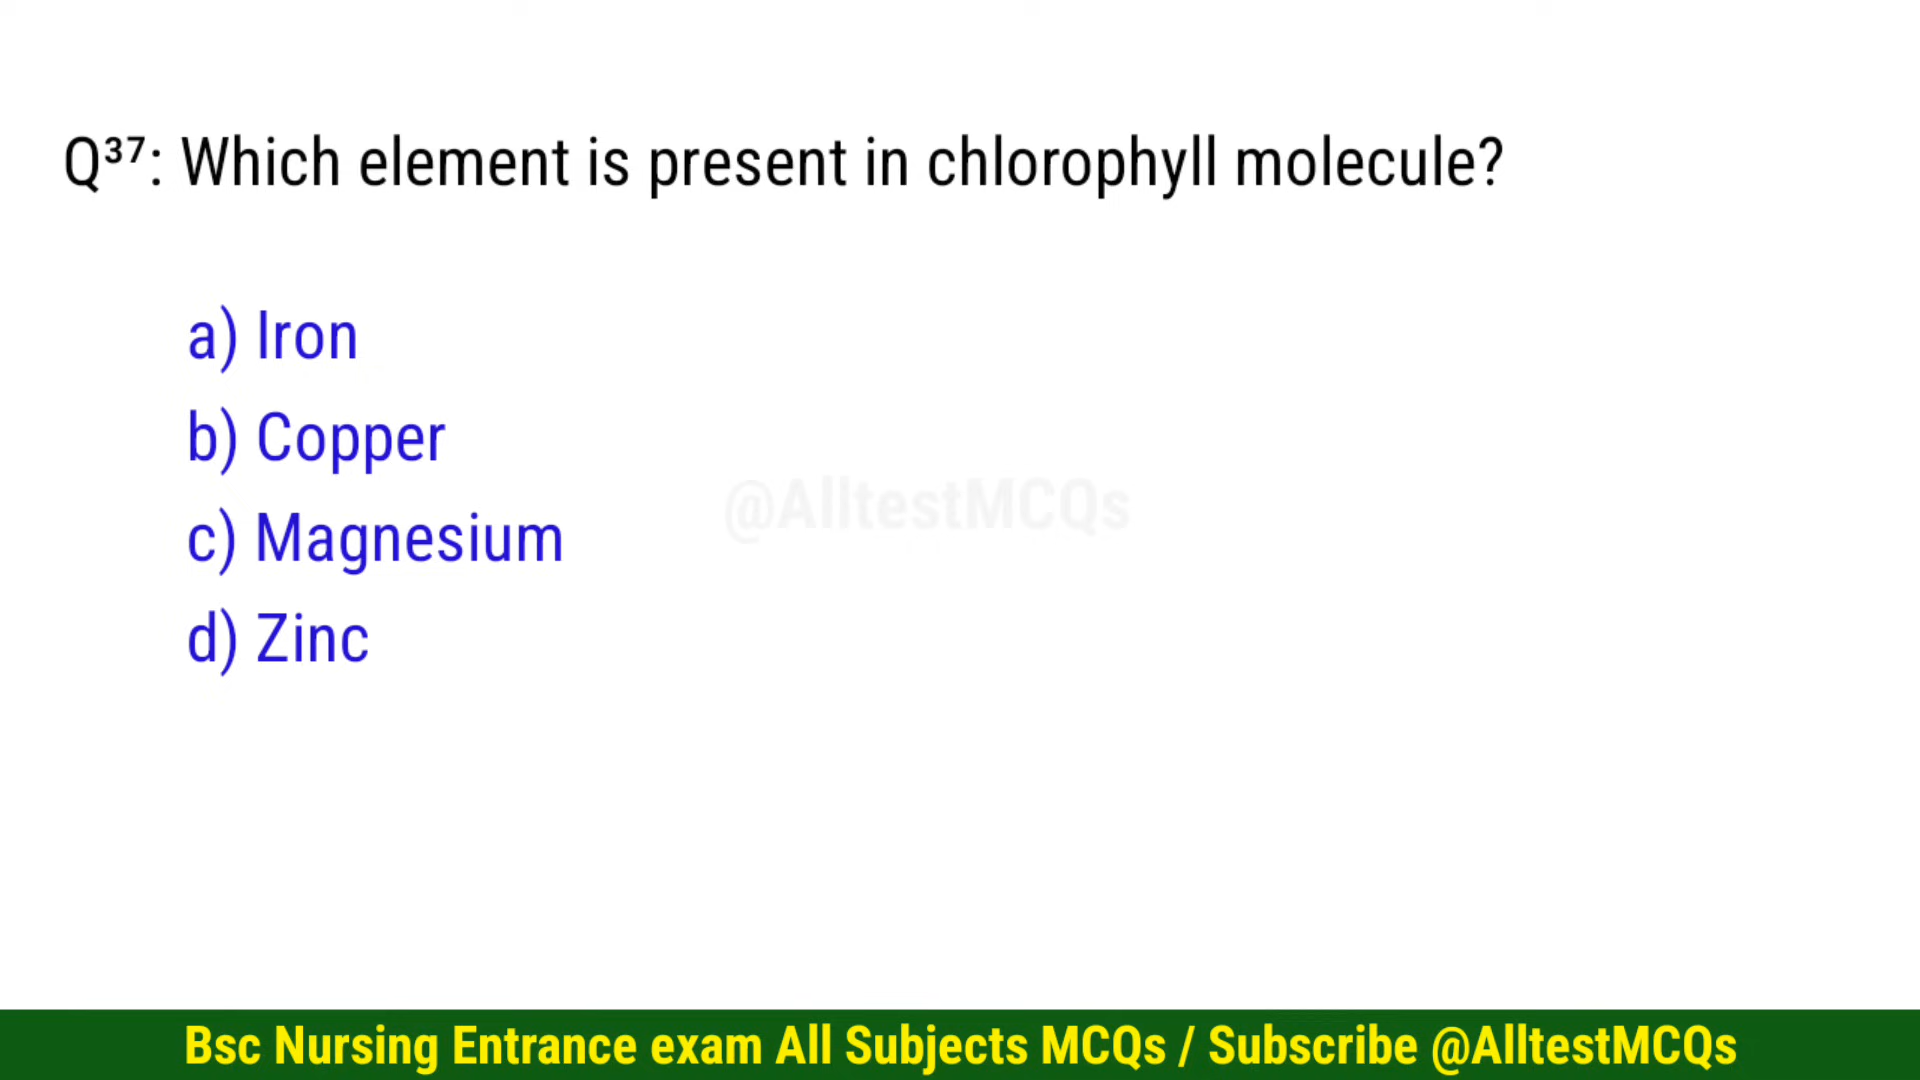 Q³⁷: Which element is present in chlorophyll molecule?
a) Iron
b) Copper
@AlltestMCQs
c) Magnesium
d) Zinc
Bsc Nursing Entrance exam All Subjects MCQs / Subscribe @AlltestMCQs